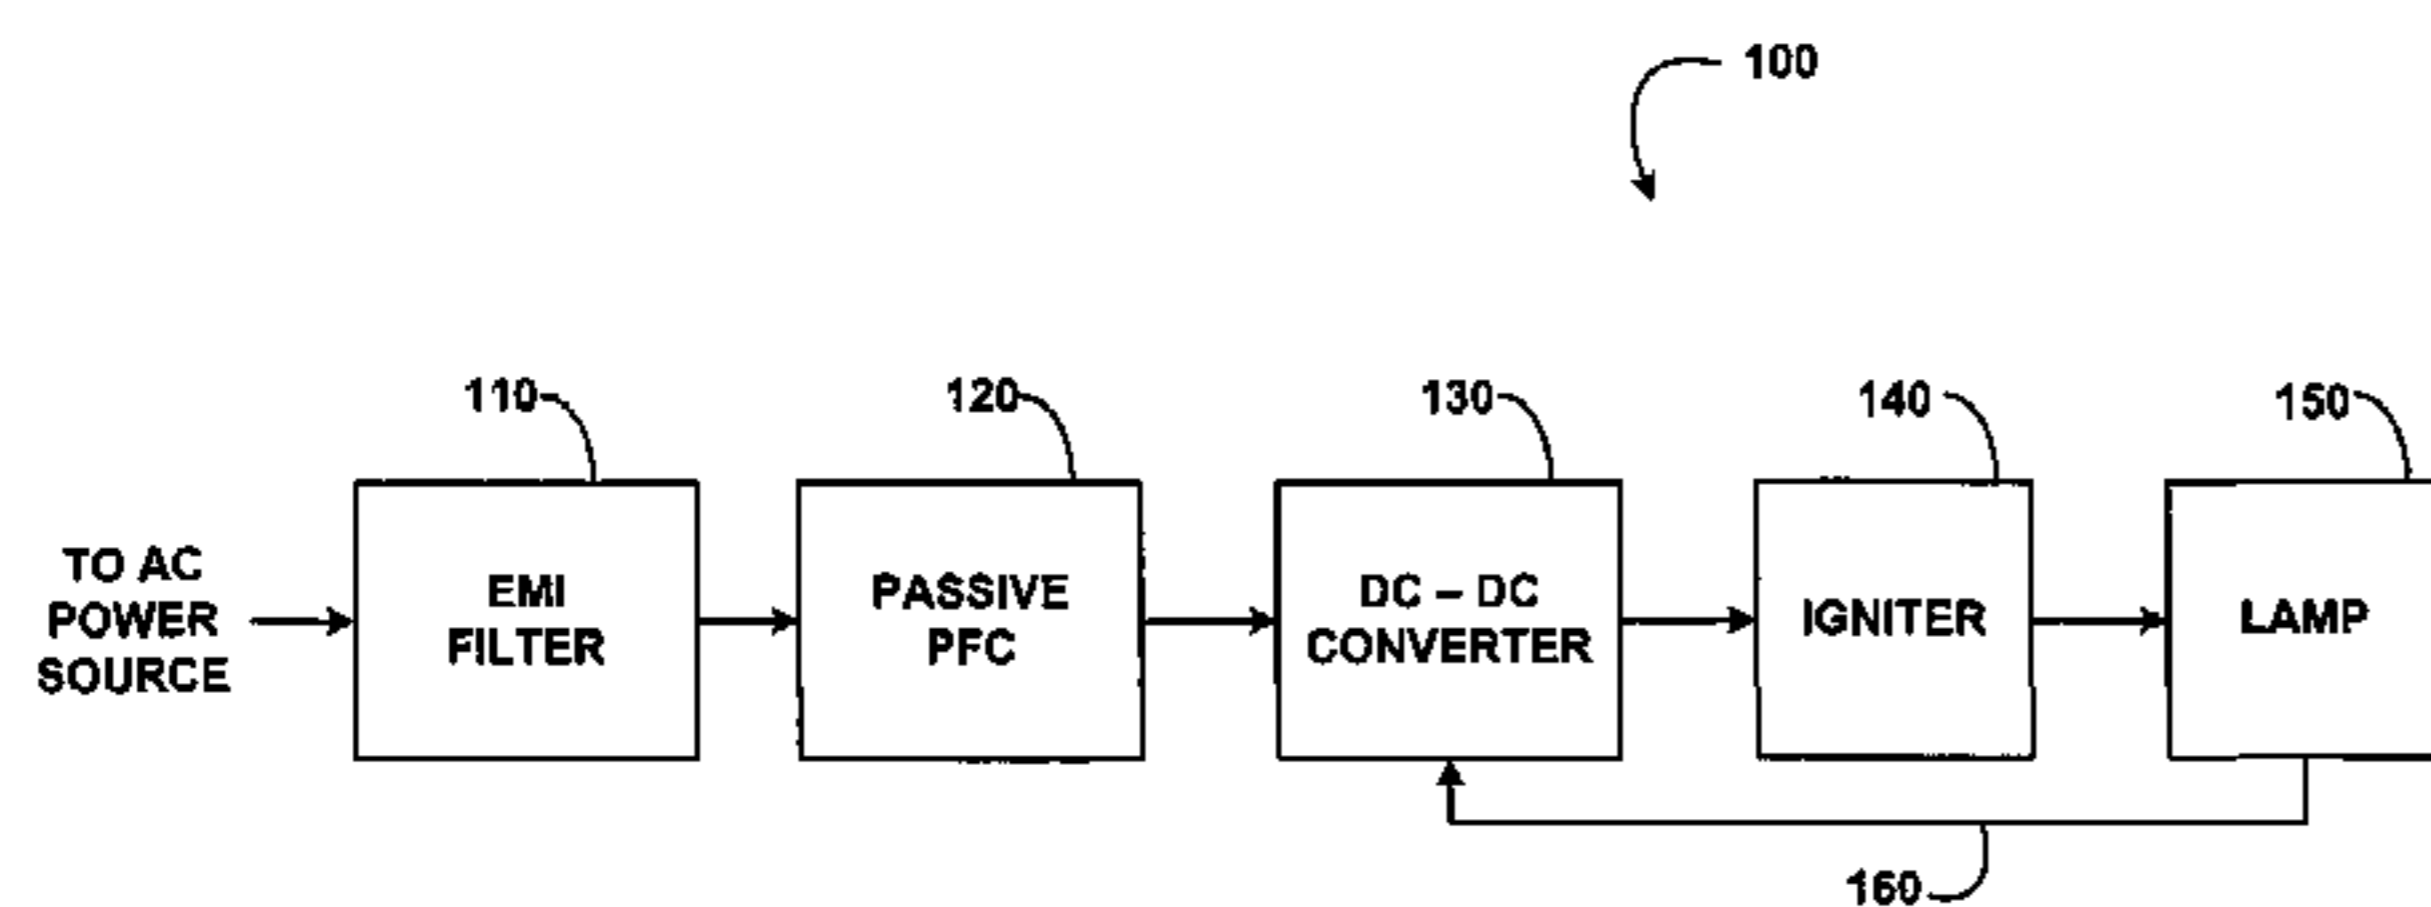 100
110
120
130
140
150
TO AC
POWER
SOURCE
EMI
FILTER
PASSIVE
PFC
DC – DC
CONVERTER
IGNITER
LAMP
160